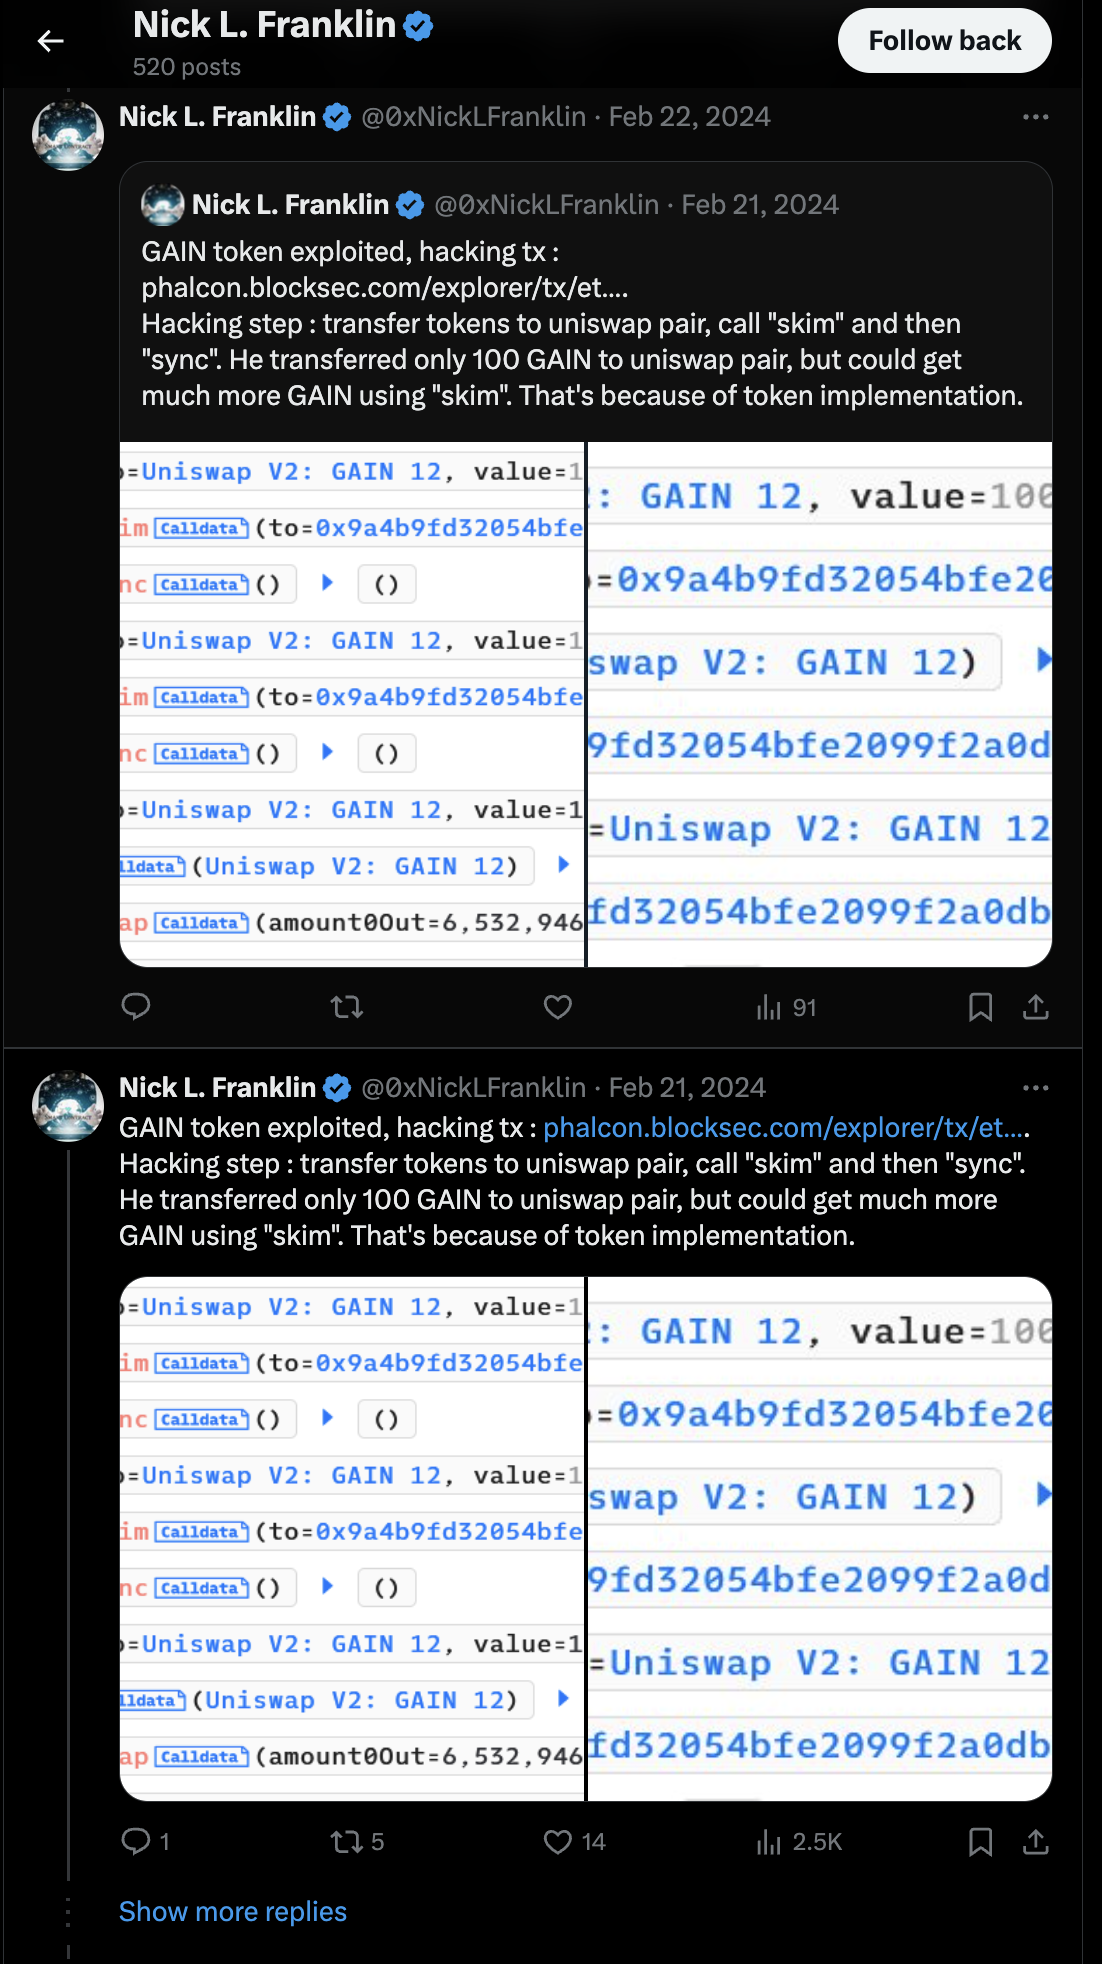 Nick L. Franklin
520 posts
Follow back
Nick L. Franklin @0xNickLFranklin · Feb 22, 2024
Nick L. Franklin @0xNickLFranklin · Feb 21, 2024
GAIN token exploited, hacking tx :
phalcon.blocksec.com/explorer/tx/et....
Hacking step : transfer tokens to uniswap pair, call "skim" and then
"sync". He transferred only 100 GAIN to uniswap pair, but could get
much more GAIN using "skim". That's because of token implementation.
=Uniswap V2: GAIN 12, value=1
im Calldata (to=0x9a4b9fd32054bfe
nc Calldata () ()
=Uniswap V2: GAIN 12, value=1
im Calldata (to=0x9a4b9fd32054bfe
nc Calldata () ()
=Uniswap V2: GAIN 12, value=1
lldata (Uniswap V2: GAIN 12)
ap Calldata (amount0Out=6,532,946
: GAIN 12, value=100
=0x9a4b9fd32054bfe20
swap V2: GAIN 12)
9fd32054bfe2099f2a0d
=Uniswap V2: GAIN 12
fd32054bfe2099f2a0db
91
Nick L. Franklin @0xNickLFranklin · Feb 21, 2024
GAIN token exploited, hacking tx : phalcon.blocksec.com/explorer/tx/et....
Hacking step : transfer tokens to uniswap pair, call "skim" and then "sync".
He transferred only 100 GAIN to uniswap pair, but could get much more
GAIN using "skim". That's because of token implementation.
=Uniswap V2: GAIN 12, value=1
im Calldata (to=0x9a4b9fd32054bfe
nc Calldata () ()
=Uniswap V2: GAIN 12, value=1
im Calldata (to=0x9a4b9fd32054bfe
nc Calldata () ()
=Uniswap V2: GAIN 12, value=1
lldata (Uniswap V2: GAIN 12)
ap Calldata (amount0Out=6,532,946
: GAIN 12, value=100
=0x9a4b9fd32054bfe20
swap V2: GAIN 12)
9fd32054bfe2099f2a0d
=Uniswap V2: GAIN 12
fd32054bfe2099f2a0db
1 5 14 2.5K
Show more replies